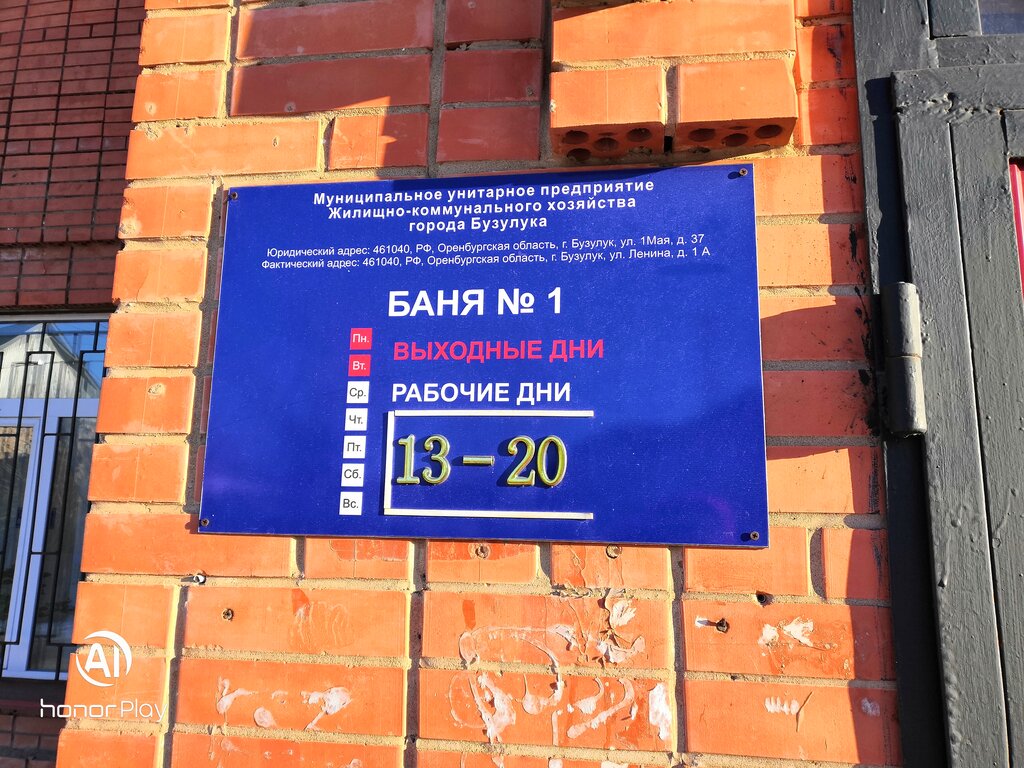 Муниципальное унитарное предприятие
Жилищно-коммунального хозяйства
города Бузулука
Юридический адрес: 461040, РФ, Оренбургская область, г. Бузулук, ул. 1Мая, д. 37
Фактический адрес: 461040, РФ, Оренбургская область, г. Бузулук, ул. Ленина, д. 1 А
БАНЯ № 1
Пн.
ВЫХОДНЫЕ ДНИ
Вт.
Ср. РАБОЧИЕ ДНИ
Чт.
Пт. 13-20
Сб.
Вс.
AI
honor Play